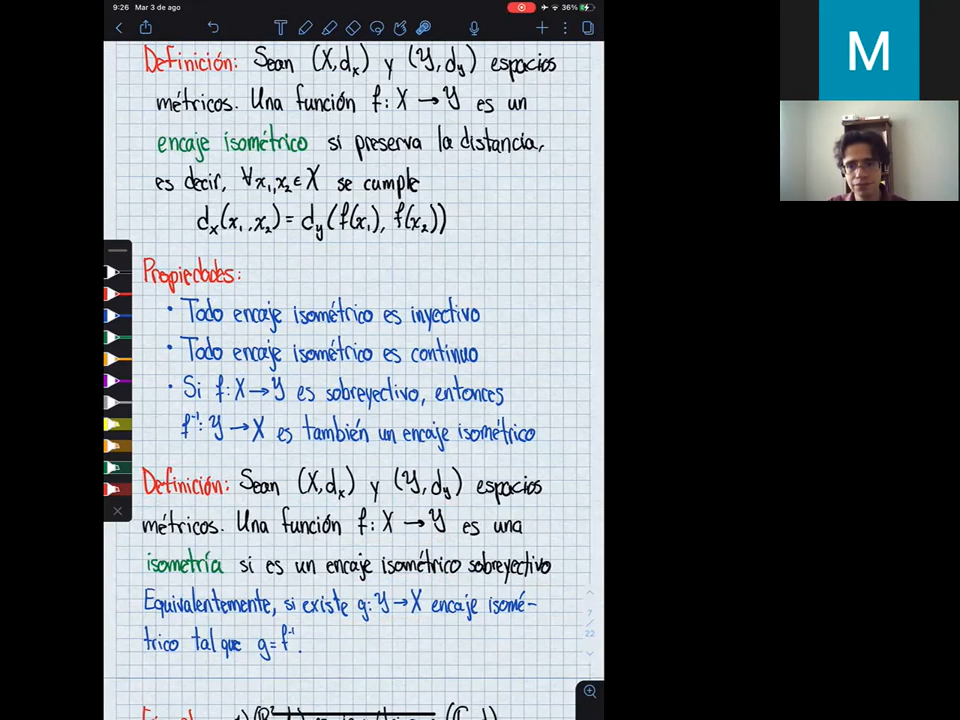 9:26 Mar 3 de ago
36%
M
Definición: Sean (X,dₓ) y (Y,dᵧ) espacios
métricos. Una función f: X → Y es un
encaje isométrico si preserva la distancia,
es decir, ∀x₁,x₂ ∈ X se cumple
dₓ(x₁,x₂) = dᵧ(f(x₁), f(x₂))
Propiedades:
• Todo encaje isométrico es inyectivo
• Todo encaje isométrico es continuo
• Si f: X → Y es sobreyectivo, entonces
f⁻¹: Y → X es también un encaje isométrico
Definición: Sean (X,dₓ) y (Y,dᵧ) espacios
métricos. Una función f: X → Y es una
isometría si es un encaje isométrico sobreyectivo
Equivalentemente, si existe g: Y → X encaje isomé-
trico tal que g = f⁻¹.
7 / 22